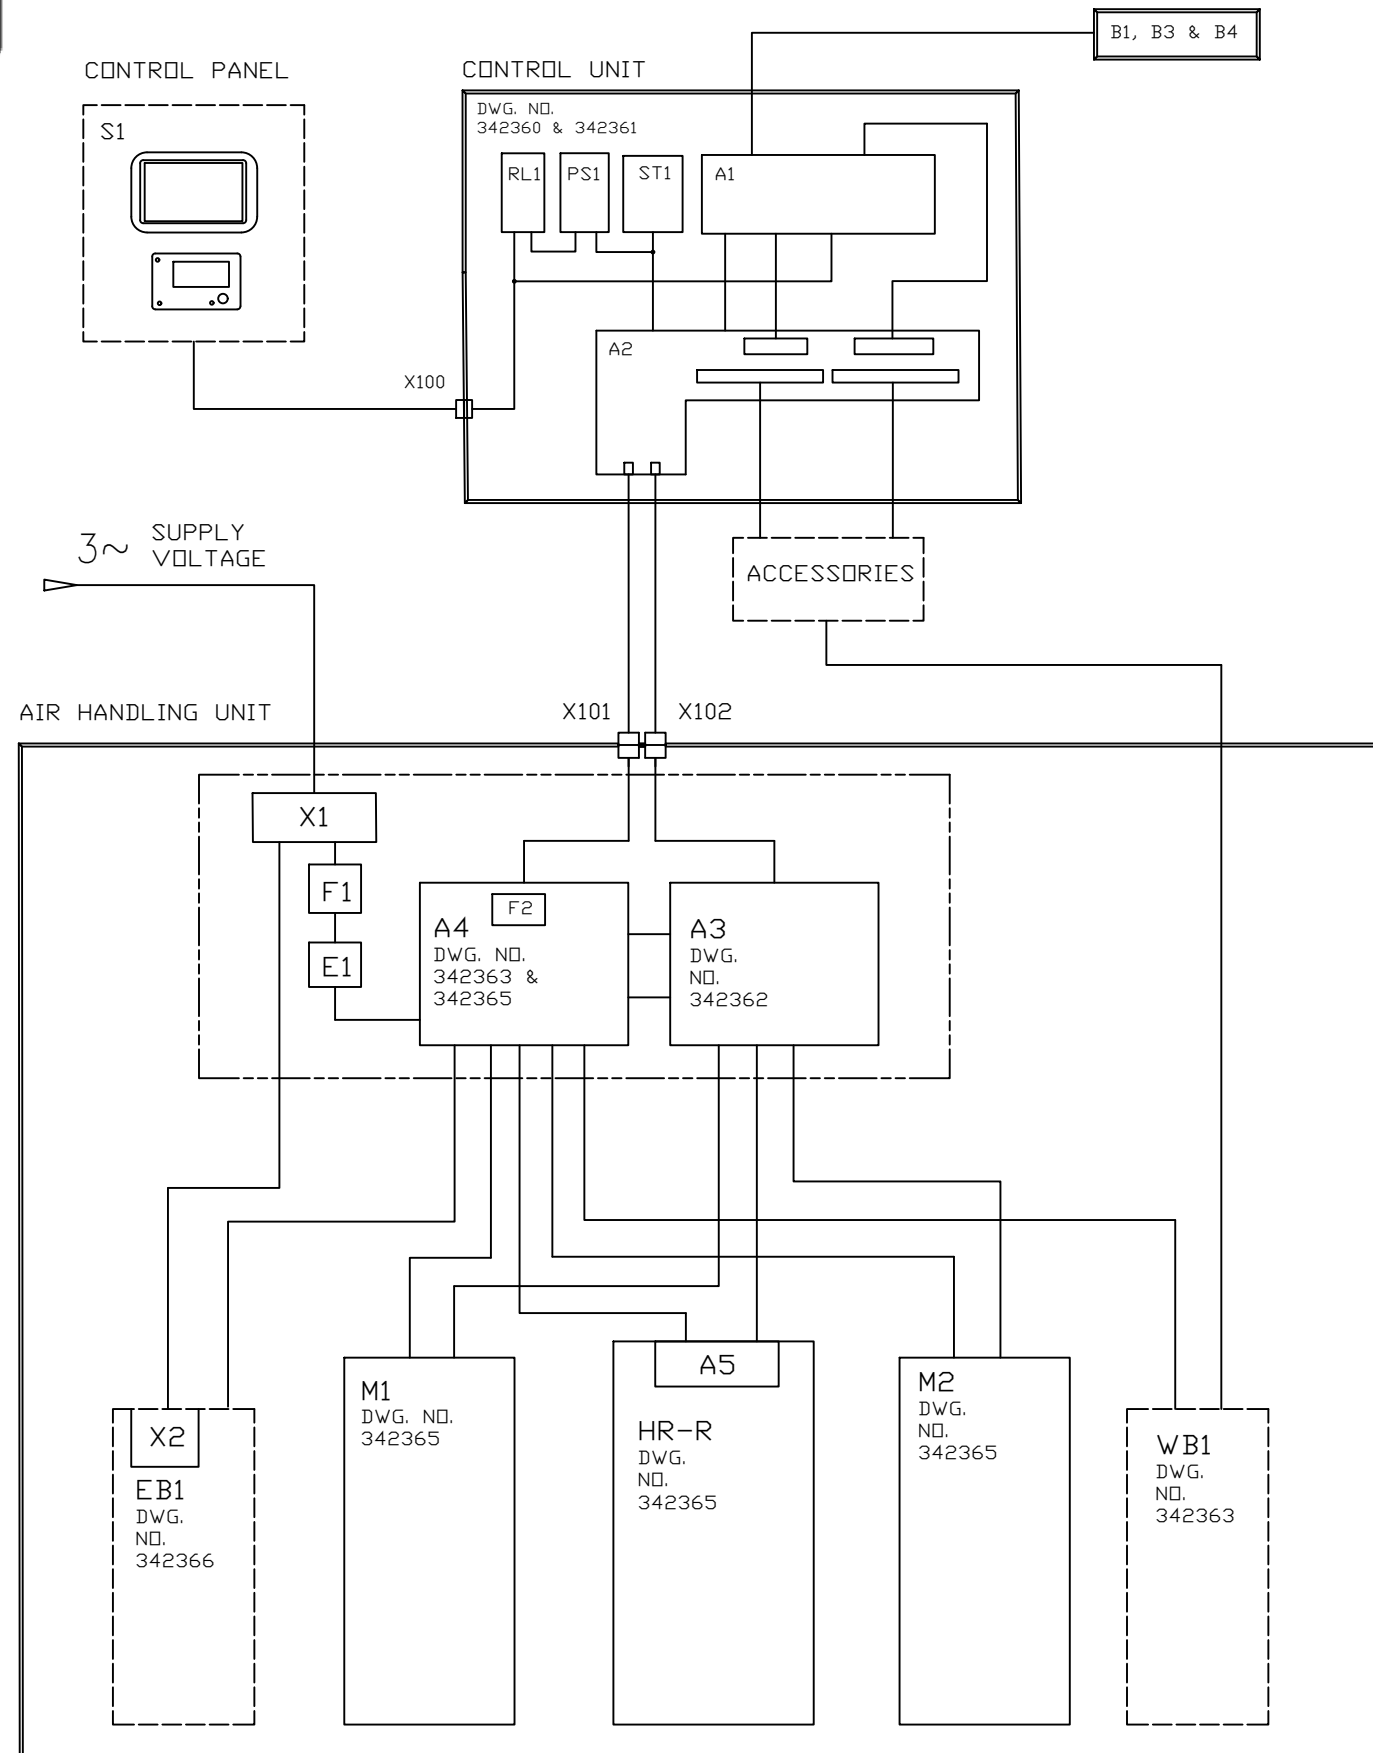 B1, B3 & B4
CONTROL PANEL
CONTROL UNIT
S1
DWG. NO.
342360 & 342361
RL1
PS1
ST1
A1
A2
X100
3~
SUPPLY
VOLTAGE
ACCESSORIES
AIR HANDLING UNIT
X101
X102
X1
F1
E1
F2
A4
DWG. NO.
342363 &
342365
A3
DWG.
NO.
342362
X2
EB1
DWG.
NO.
342366
M1
DWG. NO.
342365
A5
HR-R
DWG.
NO.
342365
M2
DWG.
NO.
342365
WB1
DWG.
NO.
342363